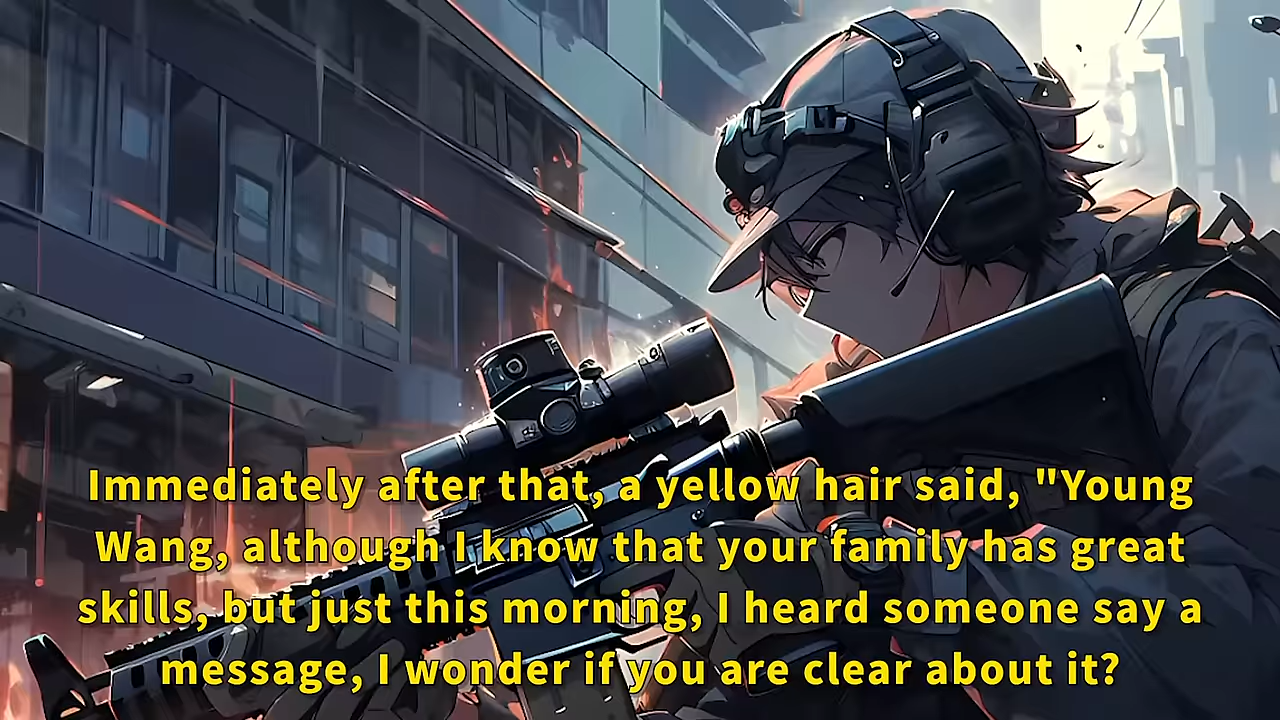 Immediately after that, a yellow hair said, "Young
Wang, although I know that your family has great
skills, but just this morning, I heard someone say a
message, I wonder if you are clear about it?